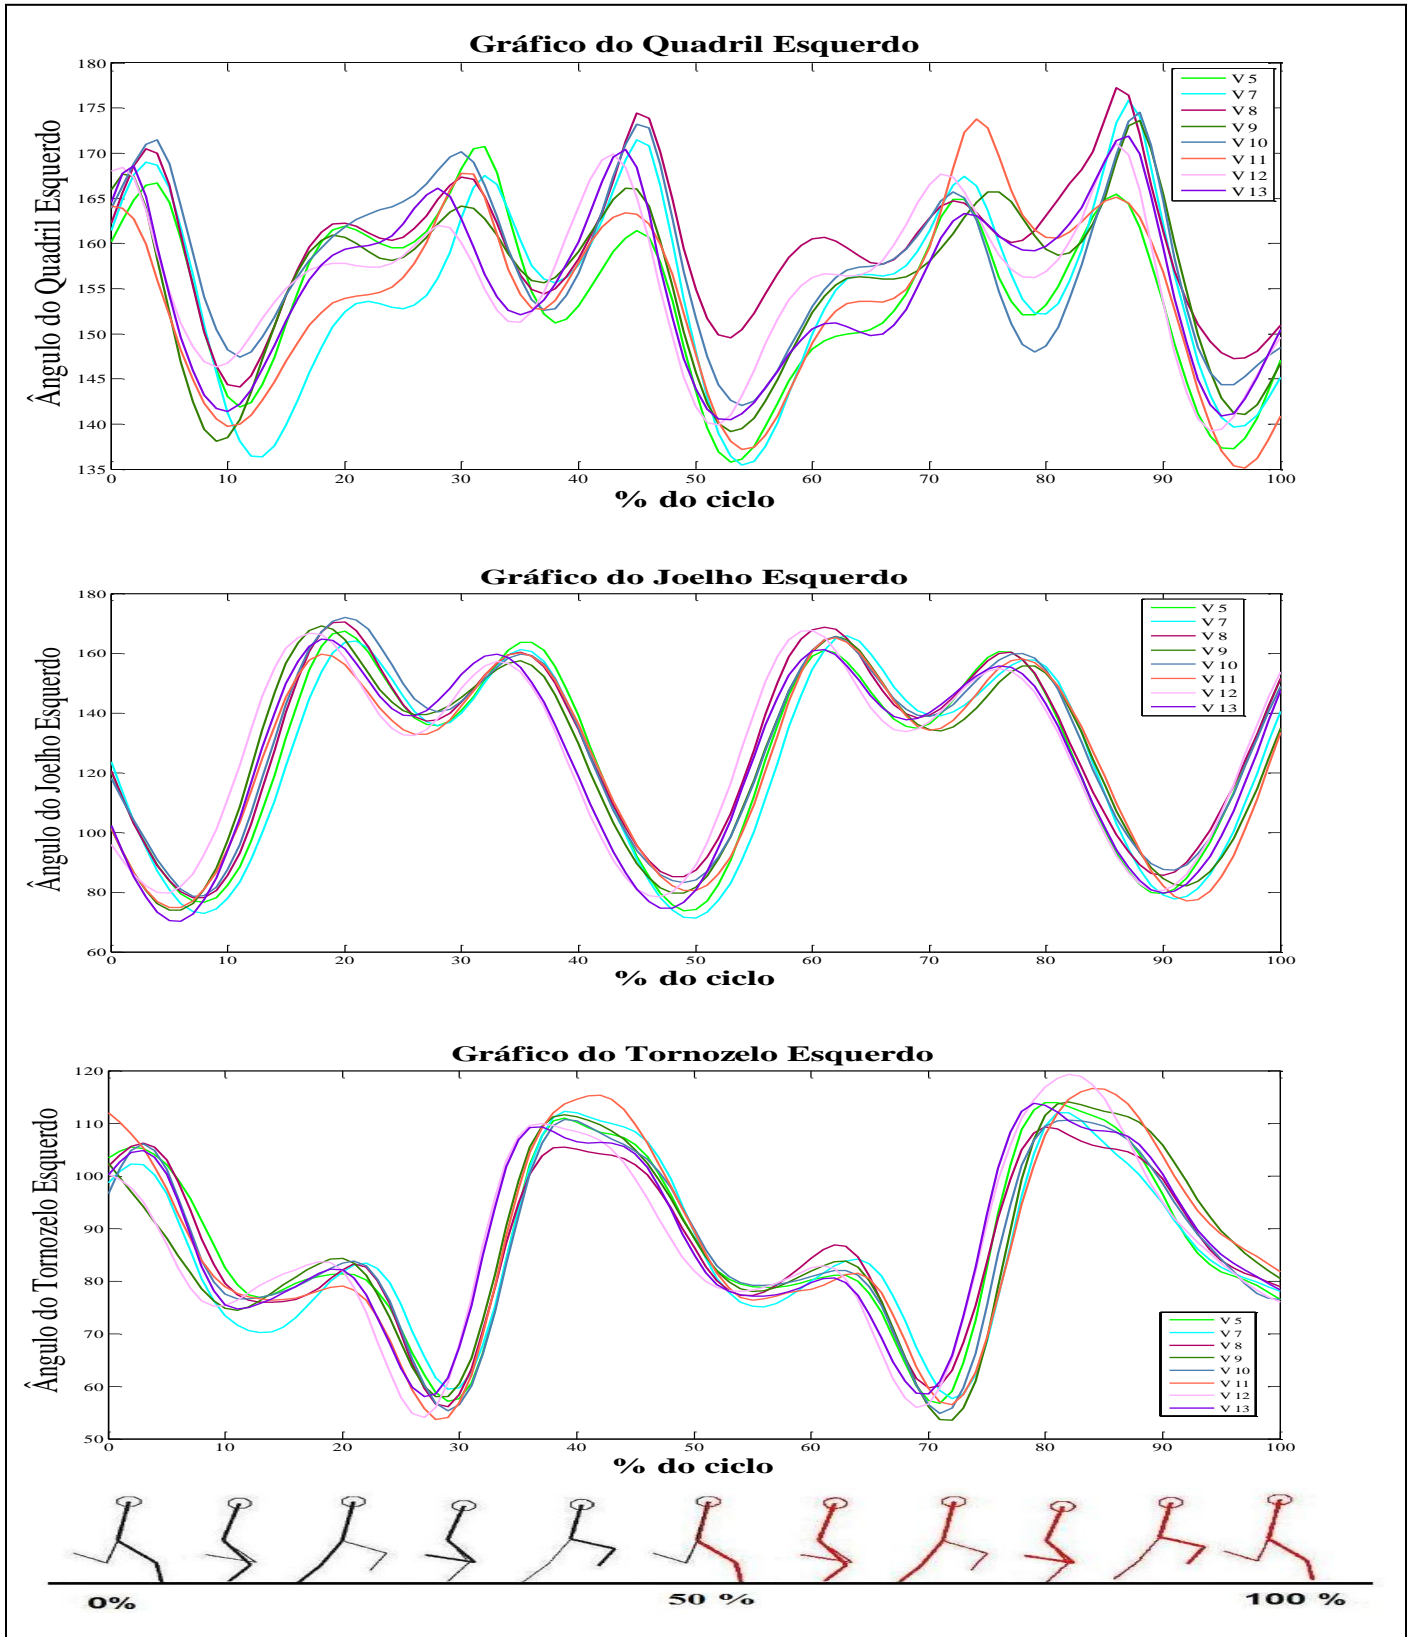 Gráfico do Quadril Esquerdo
Ângulo do Quadril Esquerdo
180
175
170
165
160
155
150
145
140
135
V 5
V 7
V 8
V 9
V 10
V 11
V 12
V 13
0 10 20 30 40 50 60 70 80 90 100
% do ciclo
Gráfico do Joelho Esquerdo
Ângulo do Joelho Esquerdo
180
160
140
120
100
80
60
V 5
V 7
V 8
V 9
V 10
V 11
V 12
V 13
0 10 20 30 40 50 60 70 80 90 100
% do ciclo
Gráfico do Tornozelo Esquerdo
Ângulo do Tornozelo Esquerdo
120
110
100
90
80
70
60
50
V 5
V 7
V 8
V 9
V 10
V 11
V 12
V 13
0 10 20 30 40 50 60 70 80 90 100
% do ciclo
0% 50 % 100 %